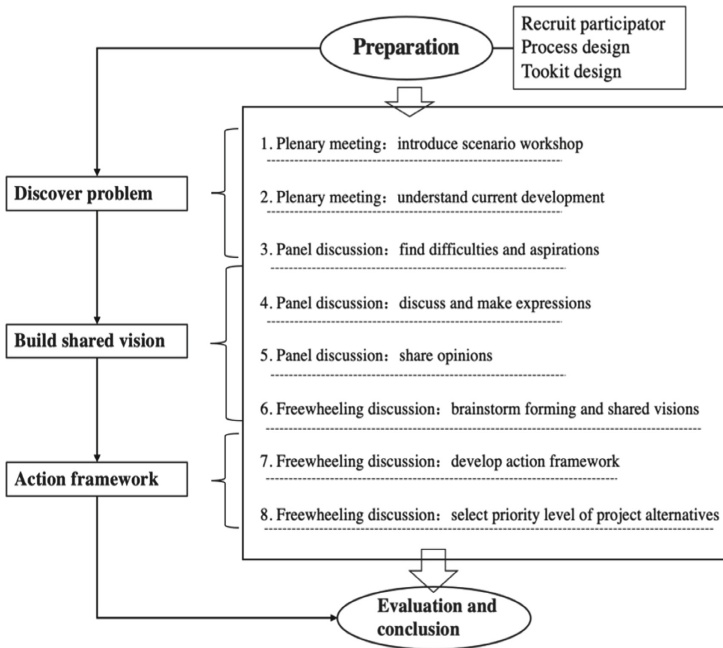 Preparation
Recruit participator
Process design
Tookit design
Discover problem
Build shared vision
Action framework
1. Plenary meeting：introduce scenario workshop
2. Plenary meeting：understand current development
3. Panel discussion：find difficulties and aspirations
4. Panel discussion：discuss and make expressions
5. Panel discussion：share opinions
6. Freewheeling discussion：brainstorm forming and shared visions
7. Freewheeling discussion：develop action framework
8. Freewheeling discussion：select priority level of project alternatives
Evaluation and
conclusion